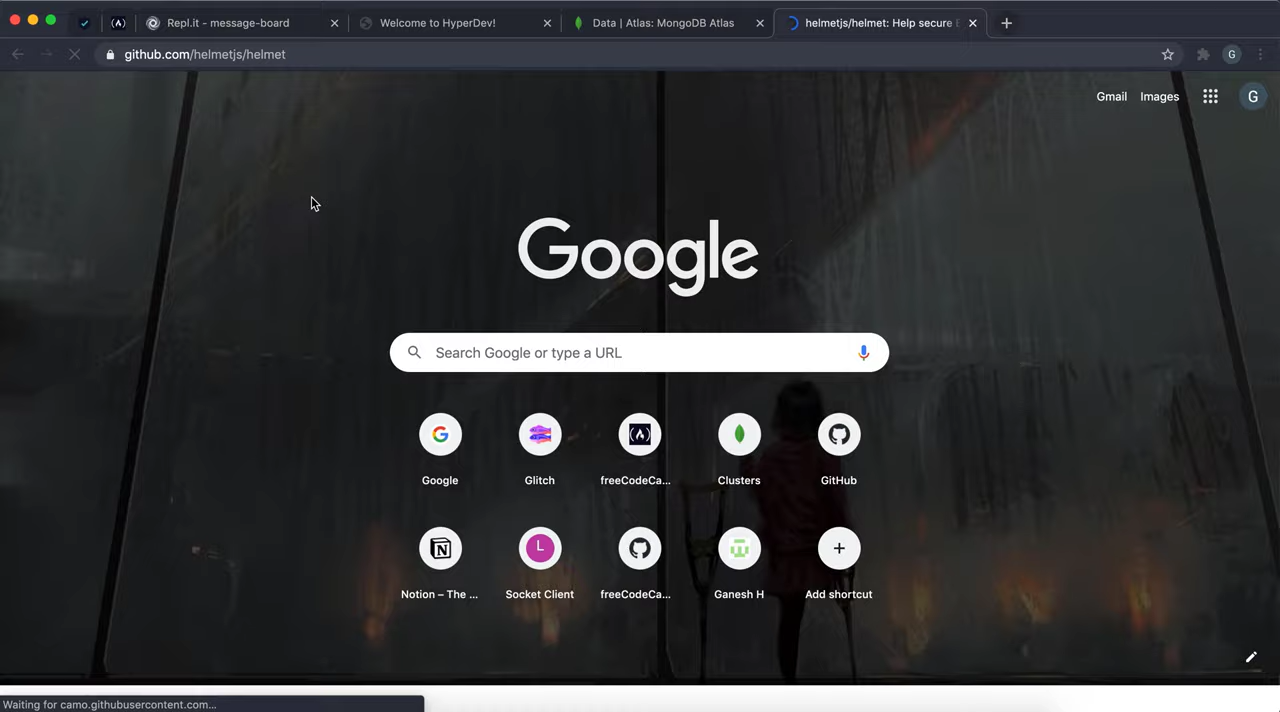 Repl.it - message-board
Welcome to HyperDev!
Data | Atlas: MongoDB Atlas
helmetjs/helmet: Help secure E
github.com/helmetjs/helmet
G
Gmail Images G
Google
Search Google or type a URL
Google Glitch freeCodeCa... Clusters GitHub
L
Notion – The ... Socket Client freeCodeCa... Ganesh H Add shortcut
Waiting for camo.githubusercontent.com...